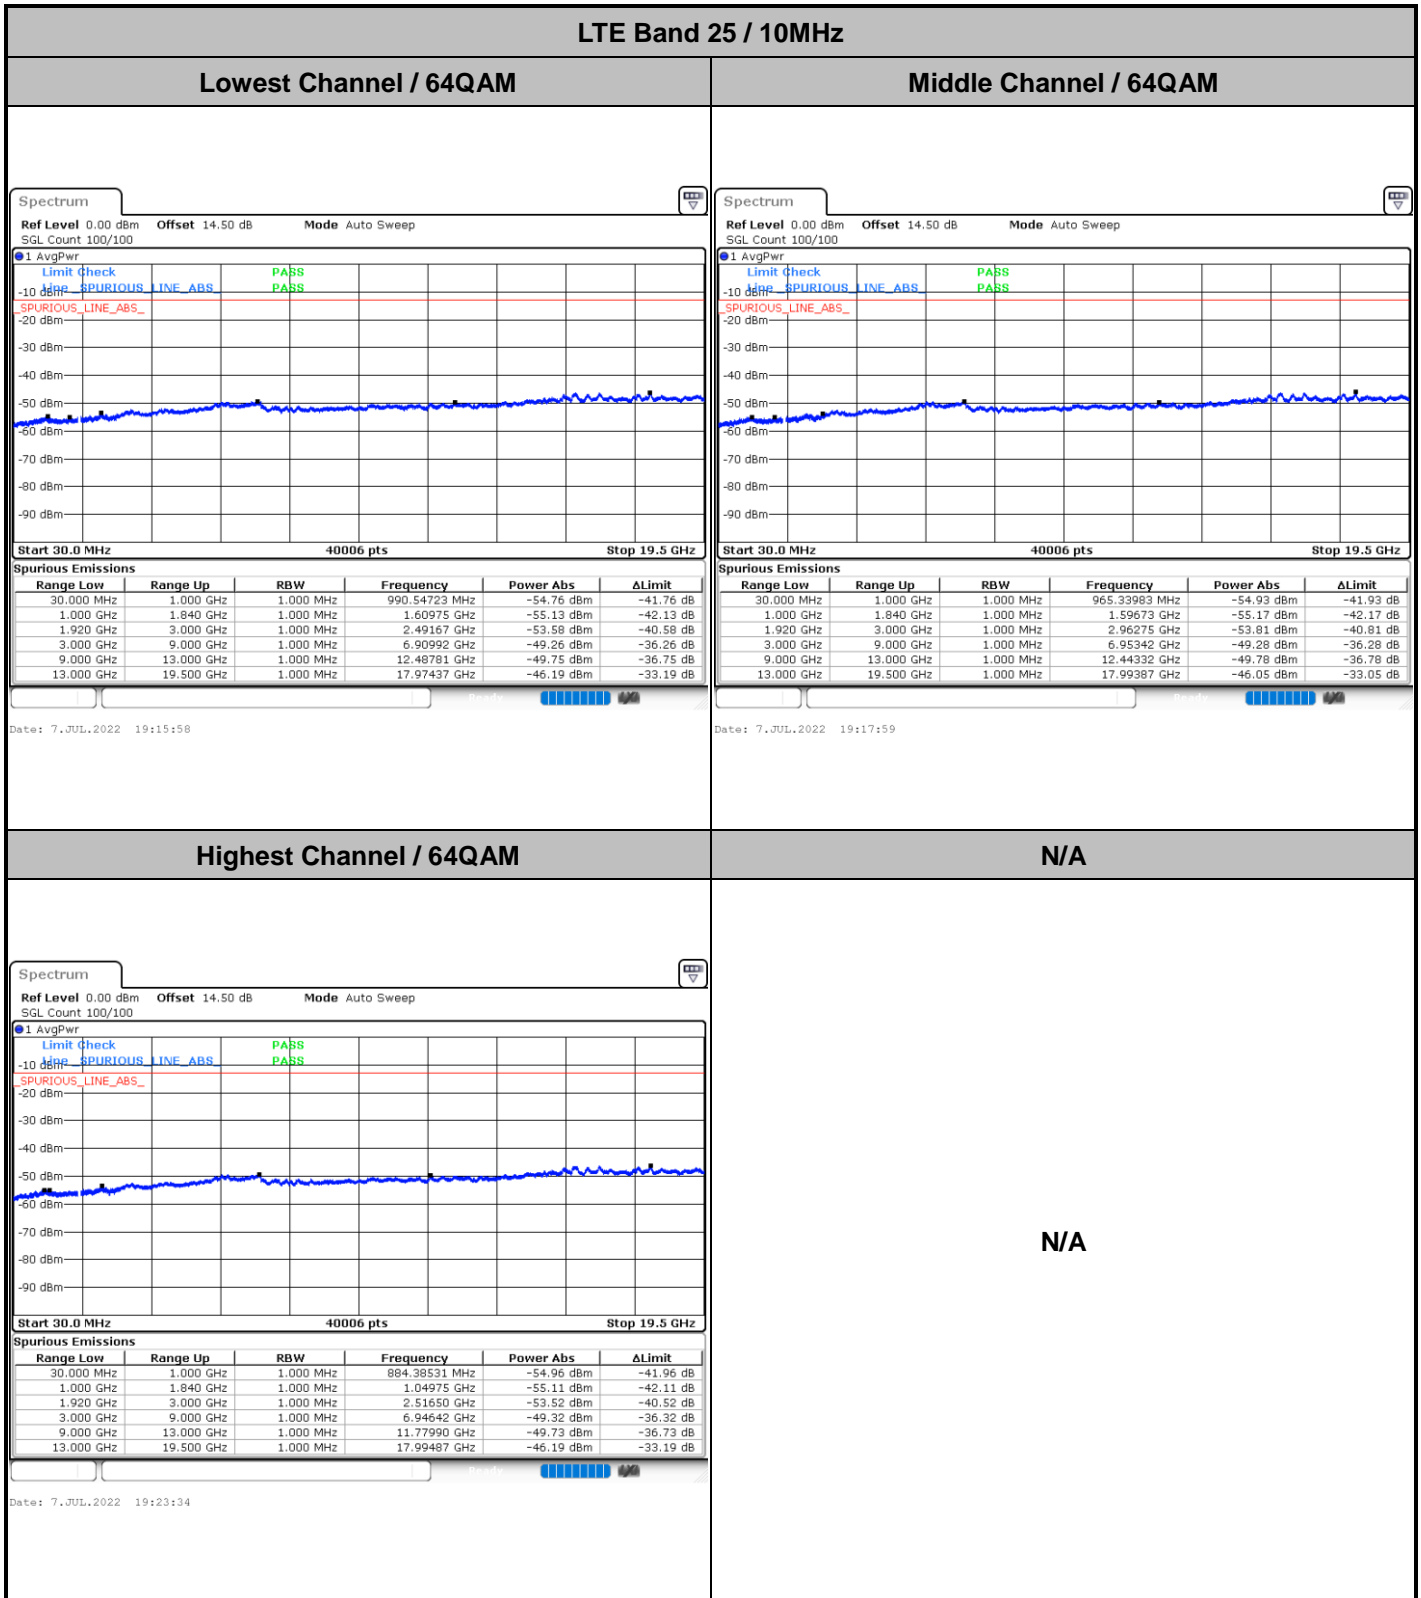 LTE Band 25 / 10MHz
Lowest Channel / 64QAM
Middle Channel / 64QAM
Spectrum
Ref Level 0.00 dBm Offset 14.50 dB Mode Auto Sweep
SGL Count 100/100
1 AvgPwr
Limit Check PASS
Line _SPURIOUS_LINE_ABS_ PASS
-10 dBm
_SPURIOUS_LINE_ABS_
-20 dBm
-30 dBm
-40 dBm
-50 dBm
-60 dBm
-70 dBm
-80 dBm
-90 dBm
Start 30.0 MHz 40006 pts Stop 19.5 GHz
Spurious Emissions
Range Low Range Up RBW Frequency Power Abs ΔLimit
30.000 MHz 1.000 GHz 1.000 MHz 990.54723 MHz -54.76 dBm -41.76 dB
1.000 GHz 1.840 GHz 1.000 MHz 1.60975 GHz -55.13 dBm -42.13 dB
1.920 GHz 3.000 GHz 1.000 MHz 2.49167 GHz -53.58 dBm -40.58 dB
3.000 GHz 9.000 GHz 1.000 MHz 6.90992 GHz -49.26 dBm -36.26 dB
9.000 GHz 13.000 GHz 1.000 MHz 12.48781 GHz -49.75 dBm -36.75 dB
13.000 GHz 19.500 GHz 1.000 MHz 17.97437 GHz -46.19 dBm -33.19 dB
Ready
Date: 7.JUL.2022 19:15:58
Spectrum
Ref Level 0.00 dBm Offset 14.50 dB Mode Auto Sweep
SGL Count 100/100
1 AvgPwr
Limit Check PASS
Line _SPURIOUS_LINE_ABS_ PASS
-10 dBm
_SPURIOUS_LINE_ABS_
-20 dBm
-30 dBm
-40 dBm
-50 dBm
-60 dBm
-70 dBm
-80 dBm
-90 dBm
Start 30.0 MHz 40006 pts Stop 19.5 GHz
Spurious Emissions
Range Low Range Up RBW Frequency Power Abs ΔLimit
30.000 MHz 1.000 GHz 1.000 MHz 965.33983 MHz -54.93 dBm -41.93 dB
1.000 GHz 1.840 GHz 1.000 MHz 1.59673 GHz -55.17 dBm -42.17 dB
1.920 GHz 3.000 GHz 1.000 MHz 2.96275 GHz -53.81 dBm -40.81 dB
3.000 GHz 9.000 GHz 1.000 MHz 6.95342 GHz -49.28 dBm -36.28 dB
9.000 GHz 13.000 GHz 1.000 MHz 12.44332 GHz -49.78 dBm -36.78 dB
13.000 GHz 19.500 GHz 1.000 MHz 17.99387 GHz -46.05 dBm -33.05 dB
Ready
Date: 7.JUL.2022 19:17:59
Highest Channel / 64QAM
N/A
Spectrum
Ref Level 0.00 dBm Offset 14.50 dB Mode Auto Sweep
SGL Count 100/100
1 AvgPwr
Limit Check PASS
Line _SPURIOUS_LINE_ABS_ PASS
-10 dBm
_SPURIOUS_LINE_ABS_
-20 dBm
-30 dBm
-40 dBm
-50 dBm
-60 dBm
-70 dBm
-80 dBm
-90 dBm
Start 30.0 MHz 40006 pts Stop 19.5 GHz
Spurious Emissions
Range Low Range Up RBW Frequency Power Abs ΔLimit
30.000 MHz 1.000 GHz 1.000 MHz 884.38531 MHz -54.96 dBm -41.96 dB
1.000 GHz 1.840 GHz 1.000 MHz 1.04975 GHz -55.11 dBm -42.11 dB
1.920 GHz 3.000 GHz 1.000 MHz 2.51650 GHz -53.52 dBm -40.52 dB
3.000 GHz 9.000 GHz 1.000 MHz 6.94642 GHz -49.32 dBm -36.32 dB
9.000 GHz 13.000 GHz 1.000 MHz 11.77990 GHz -49.73 dBm -36.73 dB
13.000 GHz 19.500 GHz 1.000 MHz 17.99487 GHz -46.19 dBm -33.19 dB
Ready
Date: 7.JUL.2022 19:23:34
N/A